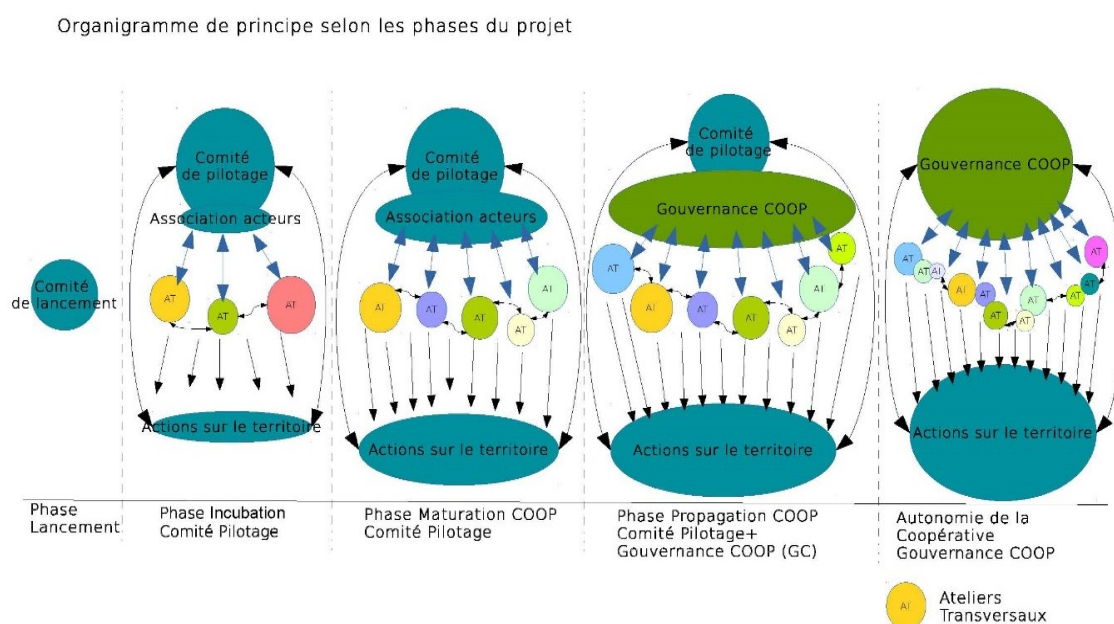 Organigramme de principe selon les phases du projet
Comité
de lancement
Comité
de pilotage
Association acteurs
AT
AT
AT
Actions sur le territoire
Comité
de pilotage
Association acteurs
AT
AT
AT
AT
AT
Actions sur le territoire
Comité
de pilotage
Gouvernance COOP
AT
AT
AT
AT
AT
AT
AT
Actions sur le territoire
Gouvernance COOP
AT
AT
AT
AT
AT
AT
AT
AT
AT
AT
AT
Actions sur le territoire
Phase
Lancement
Phase Incubation
Comité Pilotage
Phase Maturation COOP
Comité Pilotage
Phase Propagation COOP
Comité Pilotage+
Gouvernance COOP (GC)
Autonomie de la
Coopérative
Gouvernance COOP
AT
Ateliers
Transversaux